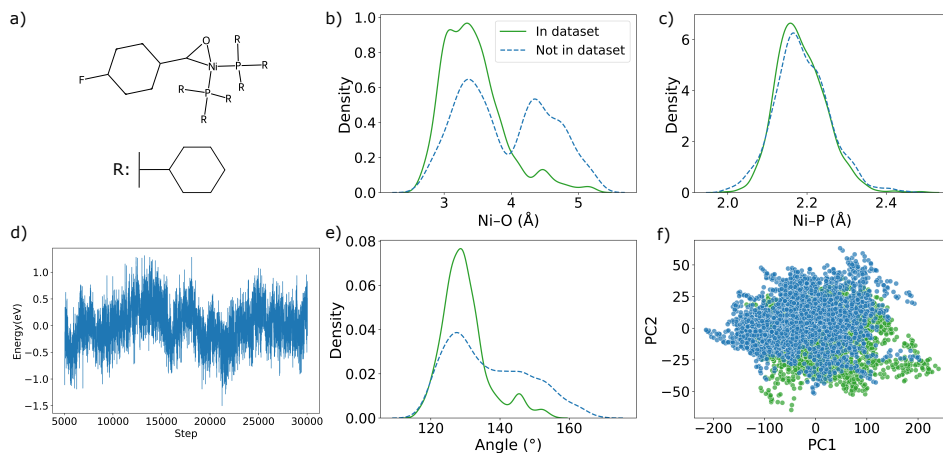 a)
F
O
Ni
P
R
R
R
R
P
R
R
R:
b)
Density
1.0
0.8
0.6
0.4
0.2
0.0
3
4
5
Ni–O (Å)
In dataset
Not in dataset
c)
Density
6
4
2
0
2.0
2.2
2.4
Ni–P (Å)
d)
Energy(eV)
1.0
0.5
0.0
−0.5
−1.0
−1.5
5000
10000
15000
20000
25000
30000
Step
e)
Density
0.08
0.06
0.04
0.02
0.00
120
140
160
Angle (°)
f)
PC2
50
25
0
−25
−50
−200
−100
0
100
200
PC1